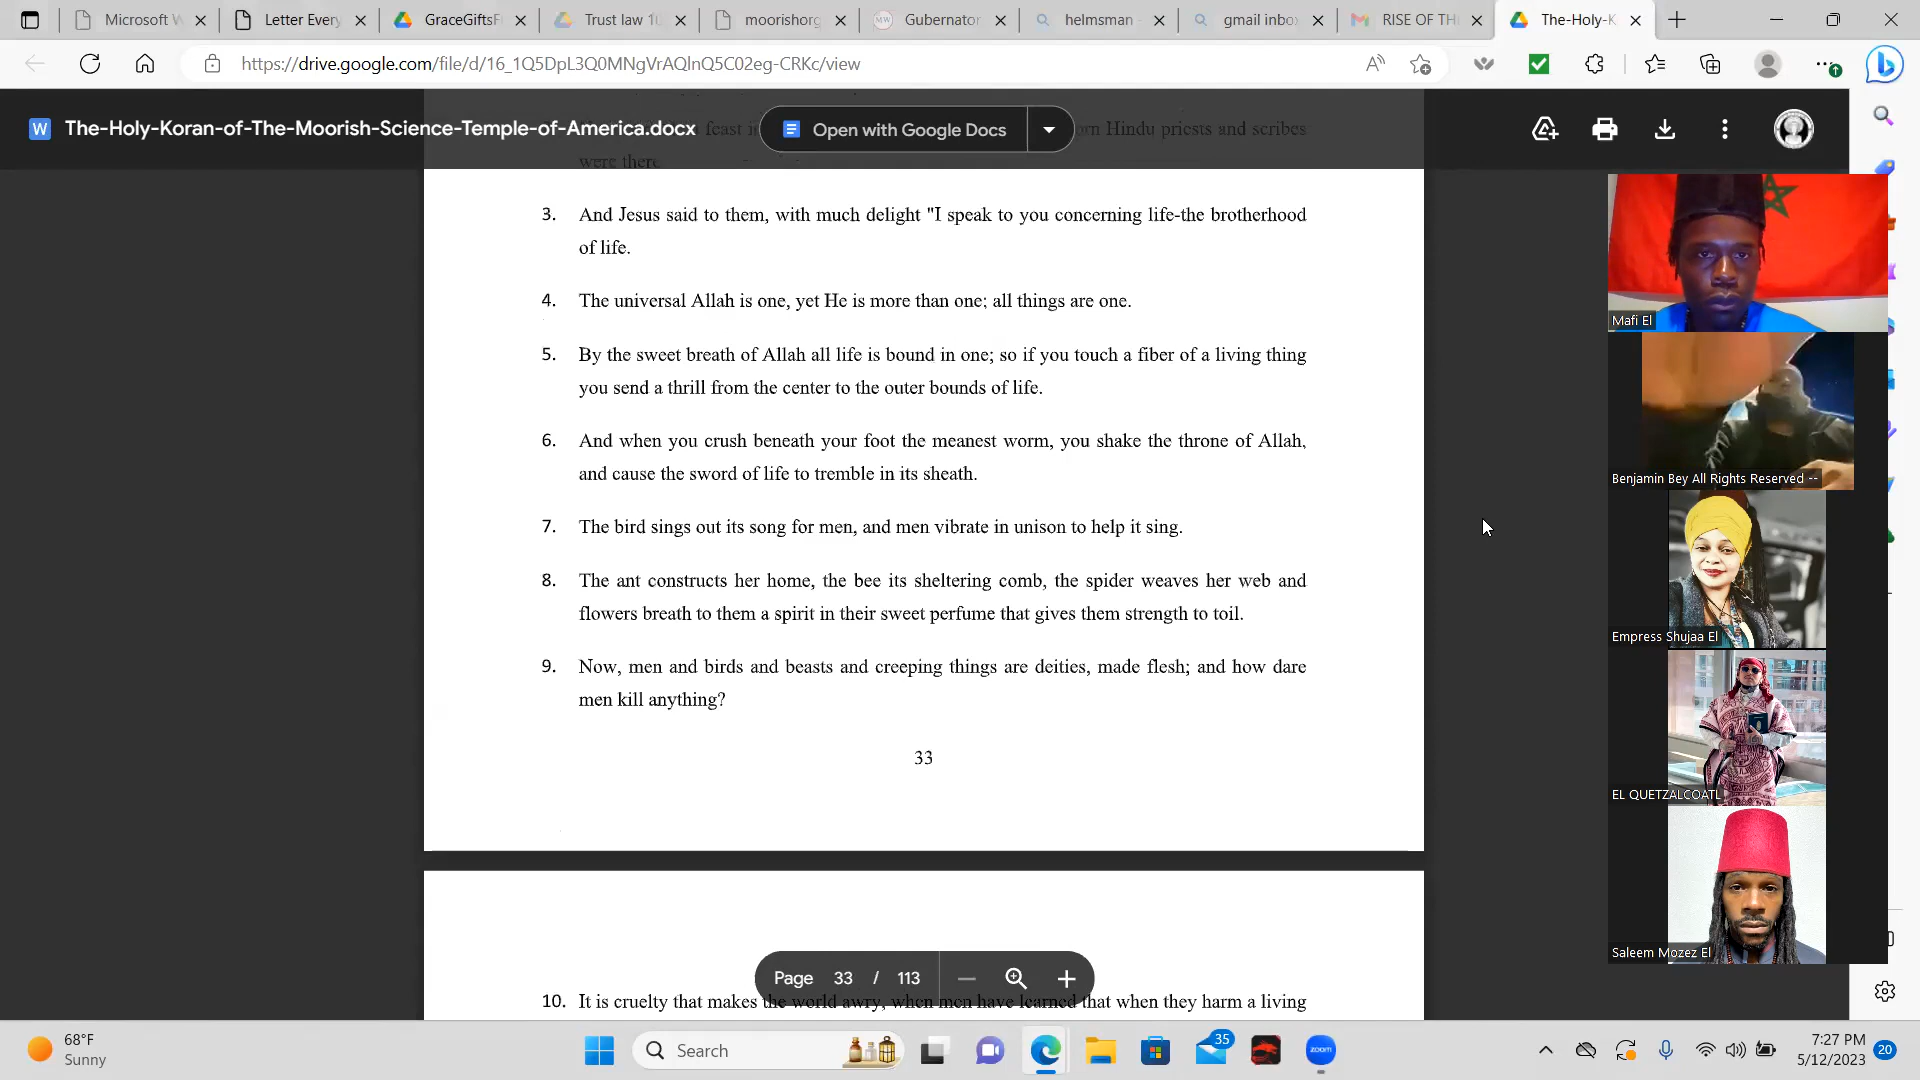 Microsoft W
Letter Every
GraceGiftsF
Trust law 10
moorishorg
Gubernator
helmsman -
gmail inbo
RISE OF TH
The-Holy-K
https://drive.google.com/file/d/16_1Q5DpL3Q0MNgVrAQlnQ5C02eg-CRKc/view
W The-Holy-Koran-of-The-Moorish-Science-Temple-of-America.docx
Open with Google Docs
feast in
orn Hindu priests and scribes
were there
3. And Jesus said to them, with much delight "I speak to you concerning life-the brotherhood
of life.
4. The universal Allah is one, yet He is more than one; all things are one.
5. By the sweet breath of Allah all life is bound in one; so if you touch a fiber of a living thing
you send a thrill from the center to the outer bounds of life.
6. And when you crush beneath your foot the meanest worm, you shake the throne of Allah,
and cause the sword of life to tremble in its sheath.
7. The bird sings out its song for men, and men vibrate in unison to help it sing.
8. The ant constructs her home, the bee its sheltering comb, the spider weaves her web and
flowers breath to them a spirit in their sweet perfume that gives them strength to toil.
9. Now, men and birds and beasts and creeping things are deities, made flesh; and how dare
men kill anything?
33
Page 33 / 113
10. It is cruelty that makes the world awry, when men have learned that when they harm a living
Mafi El
Benjamin Bey All Rights Reserved --
Empress Shujaa El
EL QUETZALCOATL
Saleem Mozez El
68°F
Sunny
Search
35
zoom
7:27 PM
5/12/2023
20